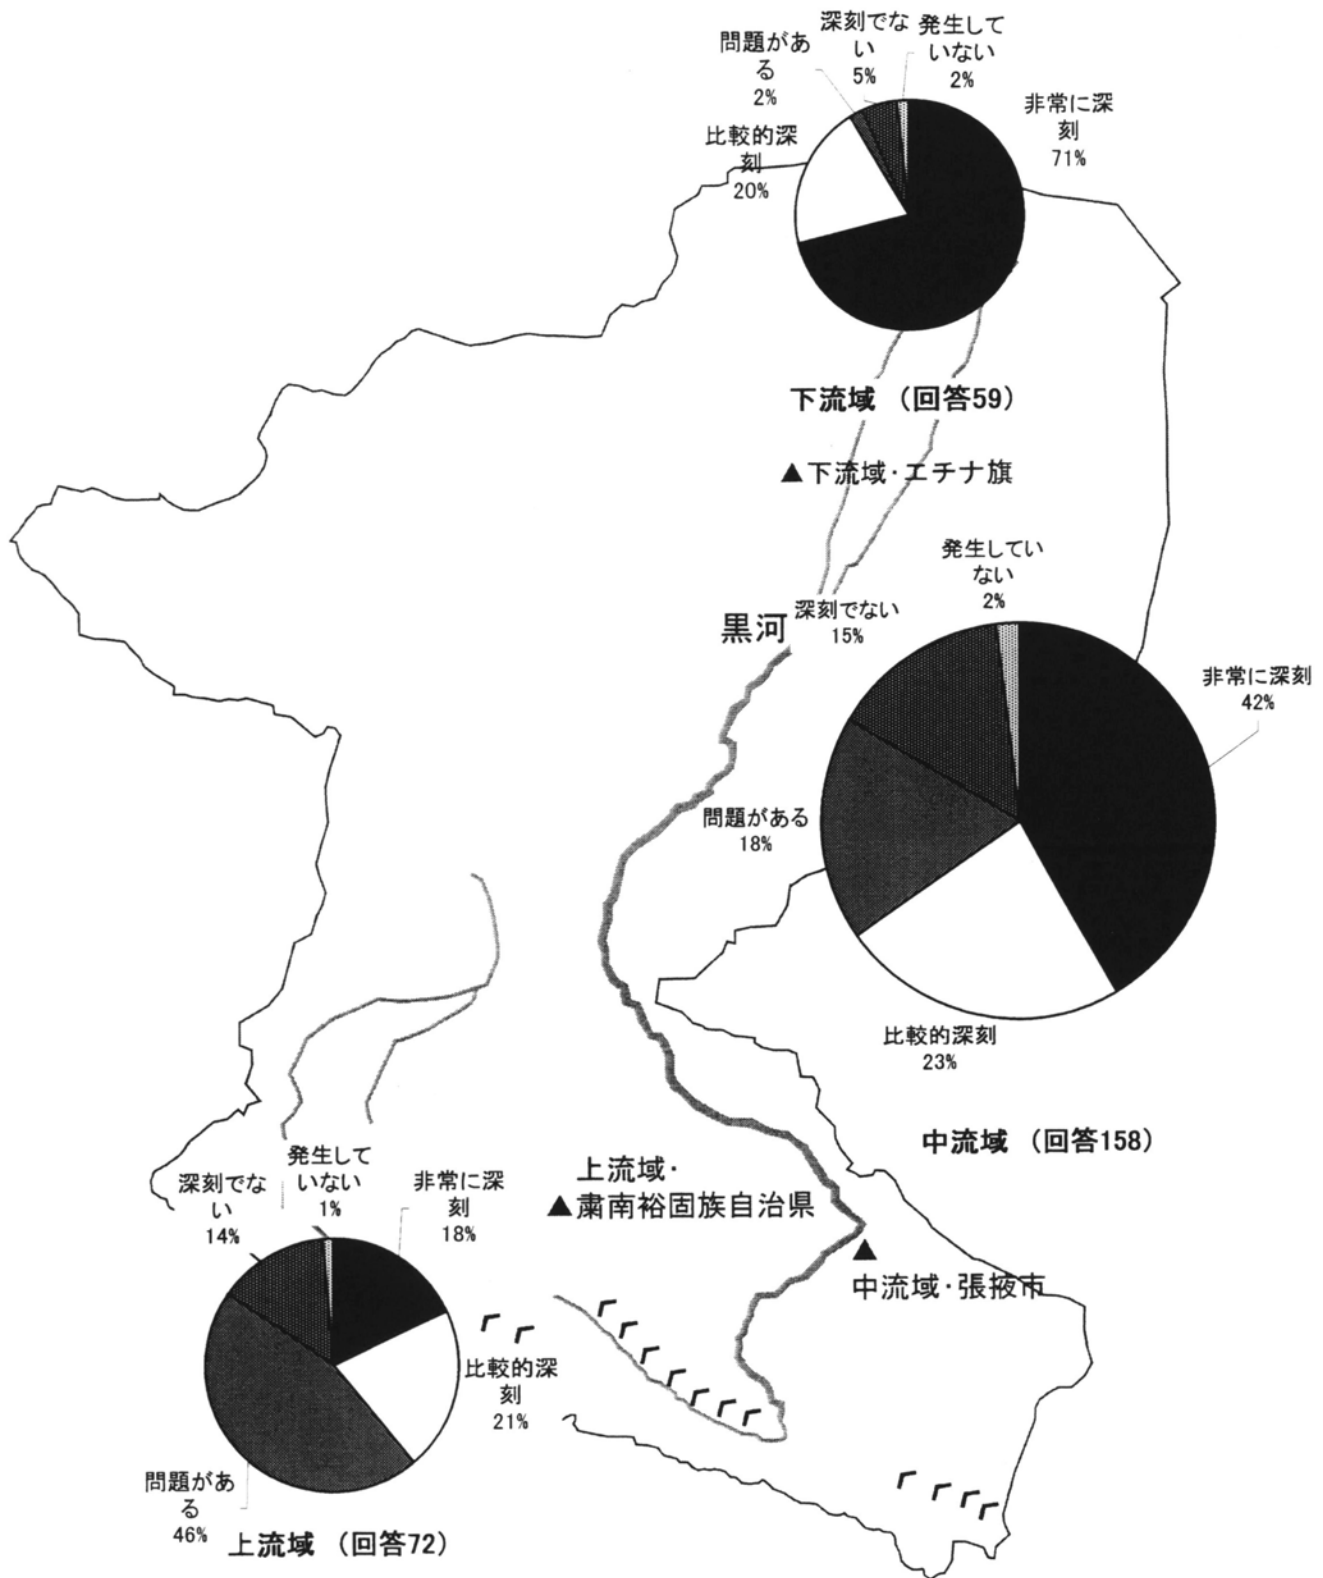 深刻でな
い
5%
発生して
いない
2%
問題があ
る
2%
非常に深
刻
71%
比較的深
刻
20%
下流域 （回答59）
▲下流域・エチナ旗
発生してい
ない
2%
深刻でない
15%
黒河
非常に深刻
42%
問題がある
18%
比較的深刻
23%
中流域 （回答158）
上流域・
▲粛南裕固族自治県
▲
中流域・張掖市
発生して
いない
1%
深刻でな
い
14%
非常に深
刻
18%
比較的深
刻
21%
問題があ
る
46%
上流域 （回答72）